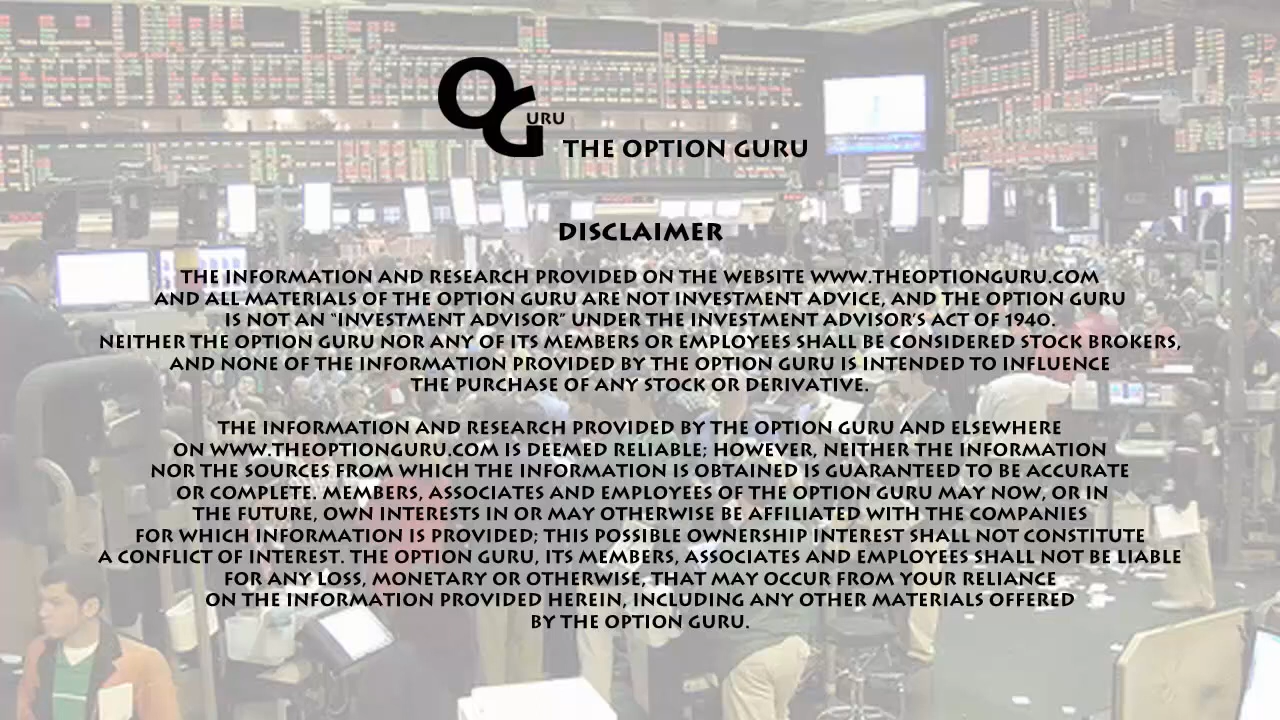 OG URU
THE OPTION GURU
DISCLAIMER
THE INFORMATION AND RESEARCH PROVIDED ON THE WEBSITE WWW.THEOPTIONGURU.COM
AND ALL MATERIALS OF THE OPTION GURU ARE NOT INVESTMENT ADVICE, AND THE OPTION GURU
IS NOT AN “INVESTMENT ADVISOR” UNDER THE INVESTMENT ADVISOR’S ACT OF 1940.
NEITHER THE OPTION GURU NOR ANY OF ITS MEMBERS OR EMPLOYEES SHALL BE CONSIDERED STOCK BROKERS,
AND NONE OF THE INFORMATION PROVIDED BY THE OPTION GURU IS INTENDED TO INFLUENCE
THE PURCHASE OF ANY STOCK OR DERIVATIVE.
THE INFORMATION AND RESEARCH PROVIDED BY THE OPTION GURU AND ELSEWHERE
ON WWW.THEOPTIONGURU.COM IS DEEMED RELIABLE; HOWEVER, NEITHER THE INFORMATION
NOR THE SOURCES FROM WHICH THE INFORMATION IS OBTAINED IS GUARANTEED TO BE ACCURATE
OR COMPLETE. MEMBERS, ASSOCIATES AND EMPLOYEES OF THE OPTION GURU MAY NOW, OR IN
THE FUTURE, OWN INTERESTS IN OR MAY OTHERWISE BE AFFILIATED WITH THE COMPANIES
FOR WHICH INFORMATION IS PROVIDED; THIS POSSIBLE OWNERSHIP INTEREST SHALL NOT CONSTITUTE
A CONFLICT OF INTEREST. THE OPTION GURU, ITS MEMBERS, ASSOCIATES AND EMPLOYEES SHALL NOT BE LIABLE
FOR ANY LOSS, MONETARY OR OTHERWISE, THAT MAY OCCUR FROM YOUR RELIANCE
ON THE INFORMATION PROVIDED HEREIN, INCLUDING ANY OTHER MATERIALS OFFERED
BY THE OPTION GURU.